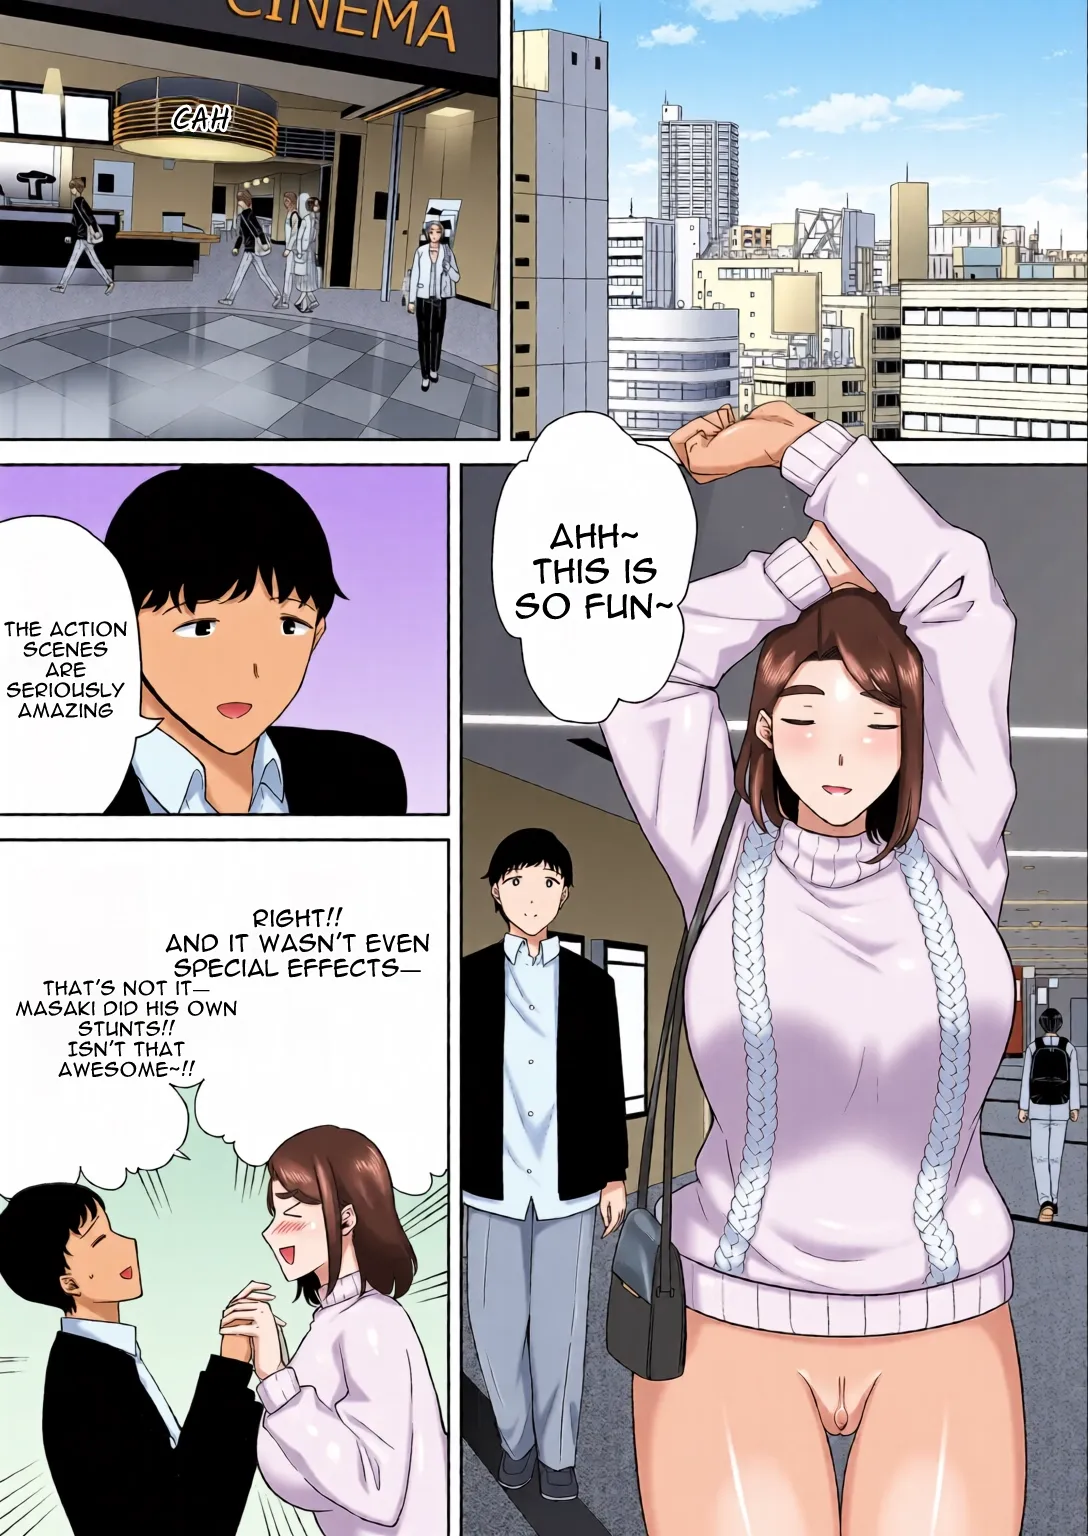 CINEMA
CAH
AHH~
THIS IS
SO FUN~
THE ACTION
SCENES
ARE
SERIOUSLY
AMAZING
RIGHT!!
AND IT WASN'T EVEN
SPECIAL EFFECTS—
THAT'S NOT IT—
MASAKI DID HIS OWN
STUNTS!!
ISN'T THAT
AWESOME~!!